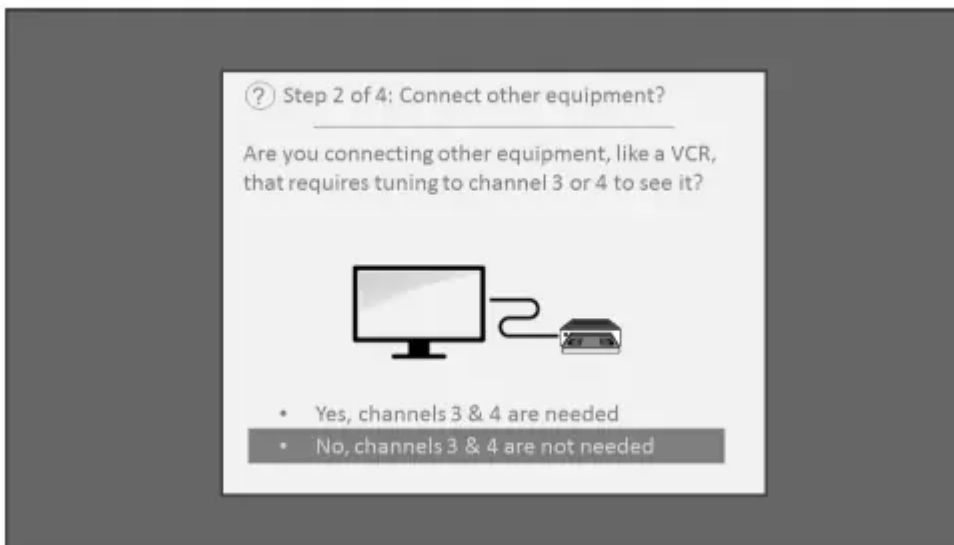 ? Step 2 of 4: Connect other equipment?
Are you connecting other equipment, like a VCR,
that requires tuning to channel 3 or 4 to see it?
• Yes, channels 3 & 4 are needed
• No, channels 3 & 4 are not needed